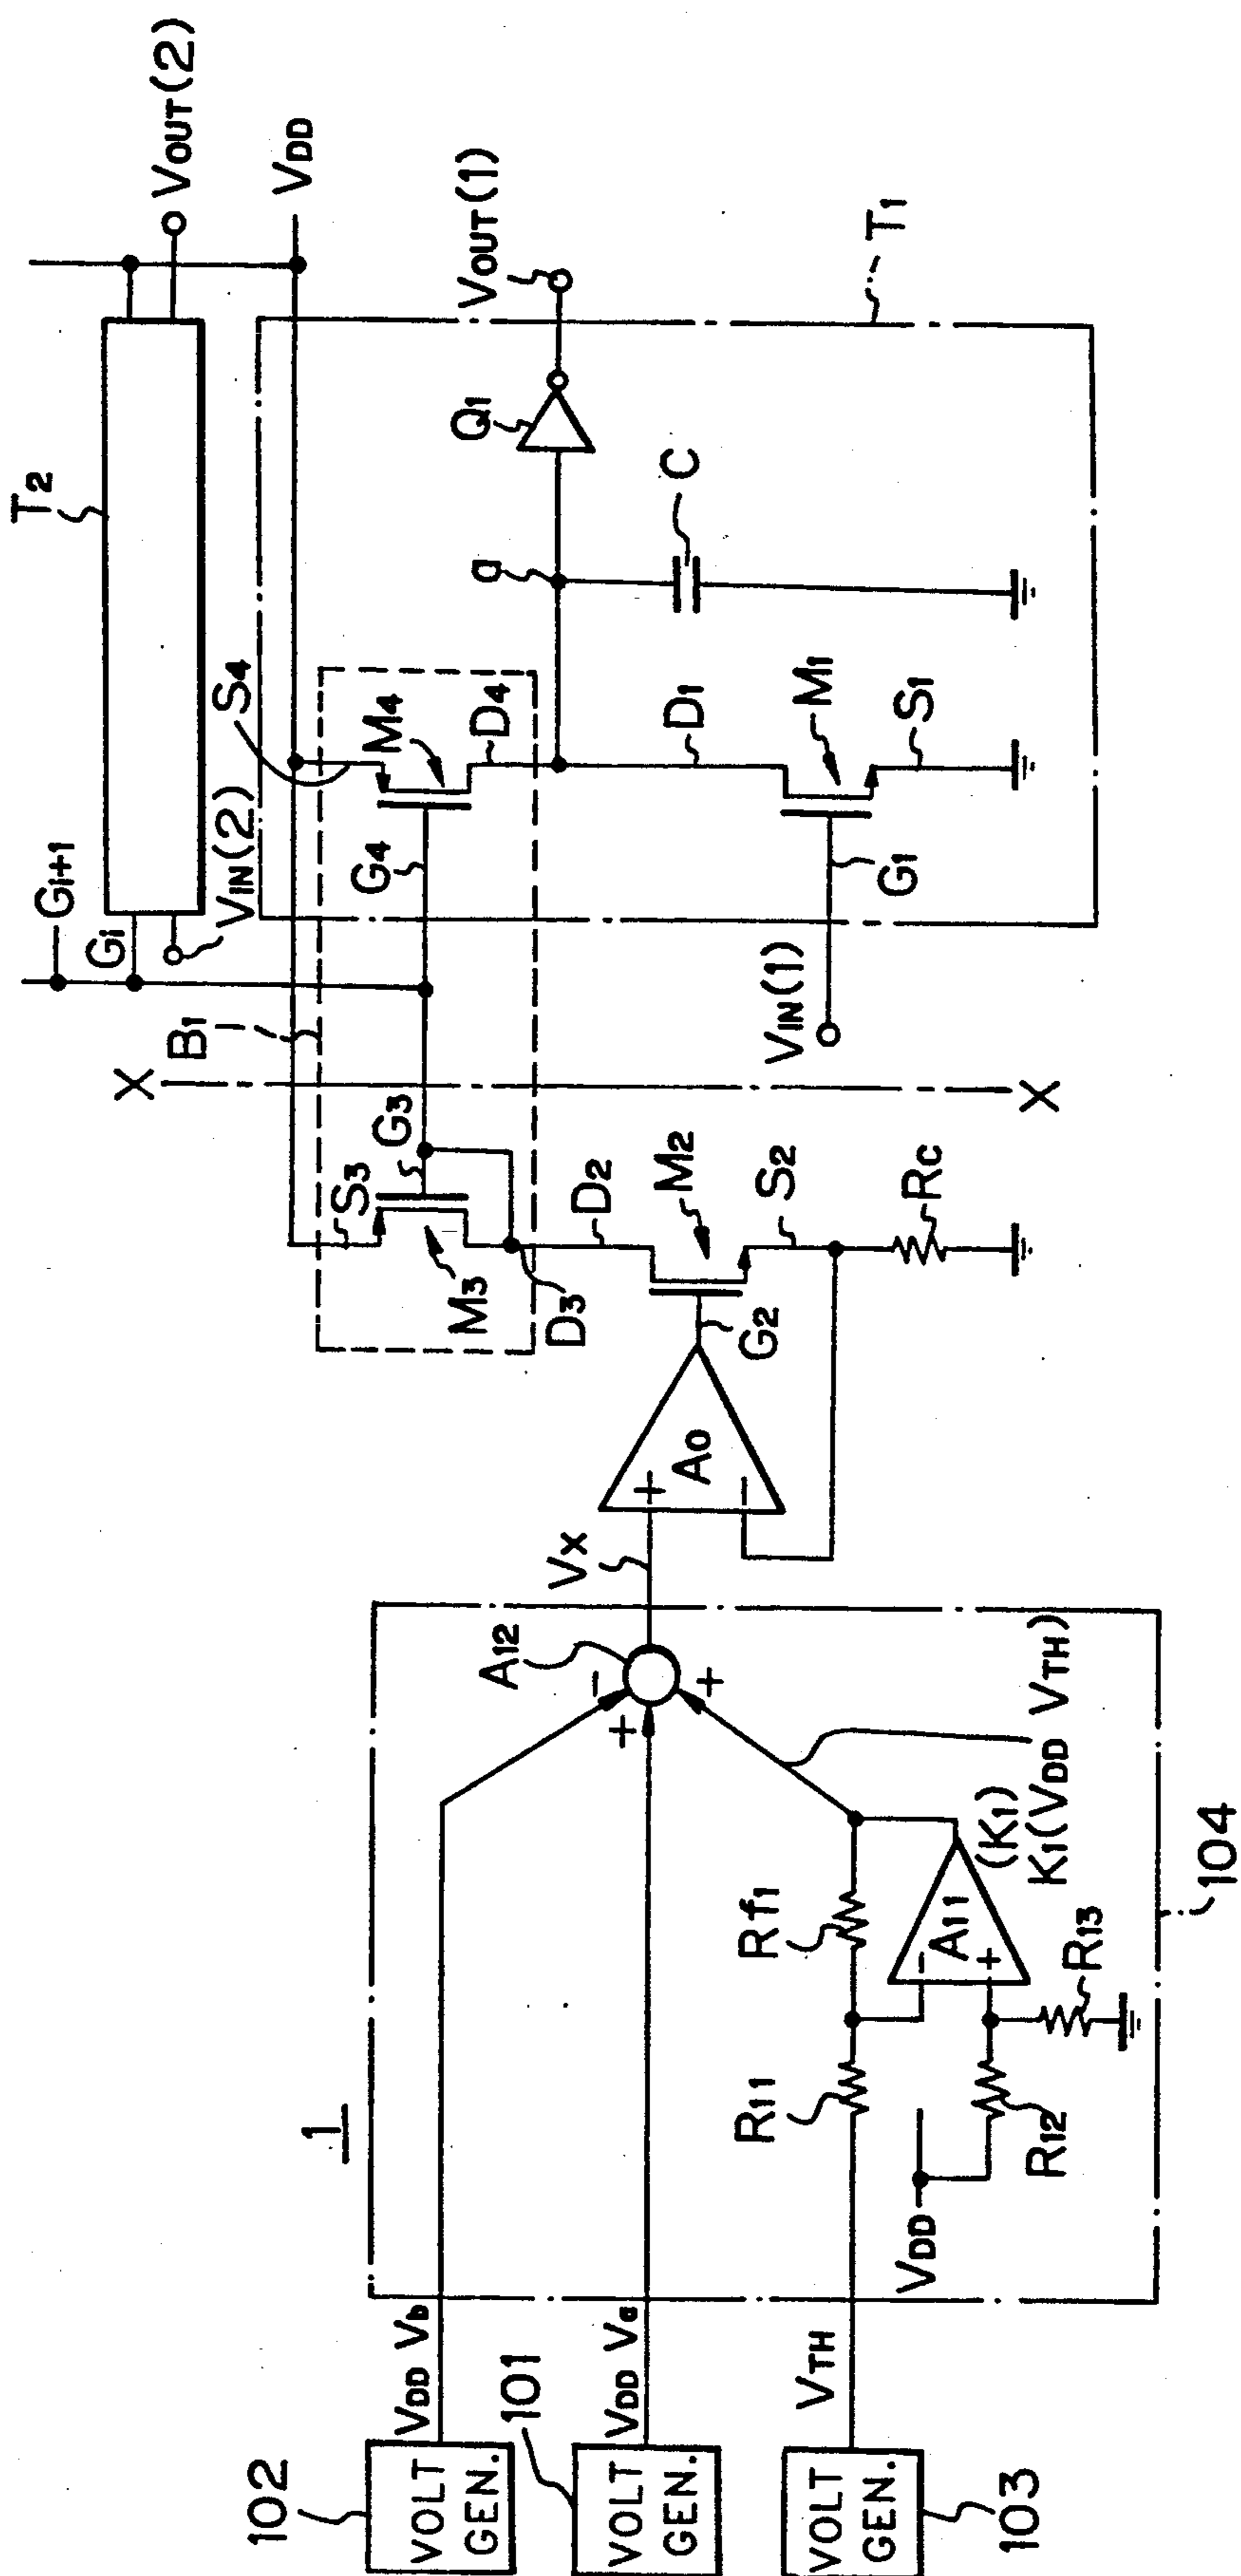 102
VOLT
GEN.
VDD Vb
101
VOLT
GEN.
VDD Va
103
VOLT
GEN.
VTH
1
R11
Rf1
VDD
R12
R13
A11
-
+
(K1)
K1(VDD VTH)
104
A12
-
+
+
VX
A0
+
-
G2
M2
D2
S2
RC
M3
S3
G3
D3
X
X
B1
Gi+1
Gi
VIN(2)
T2
VOUT(2)
VDD
S4
M4
G4
D4
a
Q1
VOUT(1)
C
D1
M1
S1
G1
VIN(1)
T1